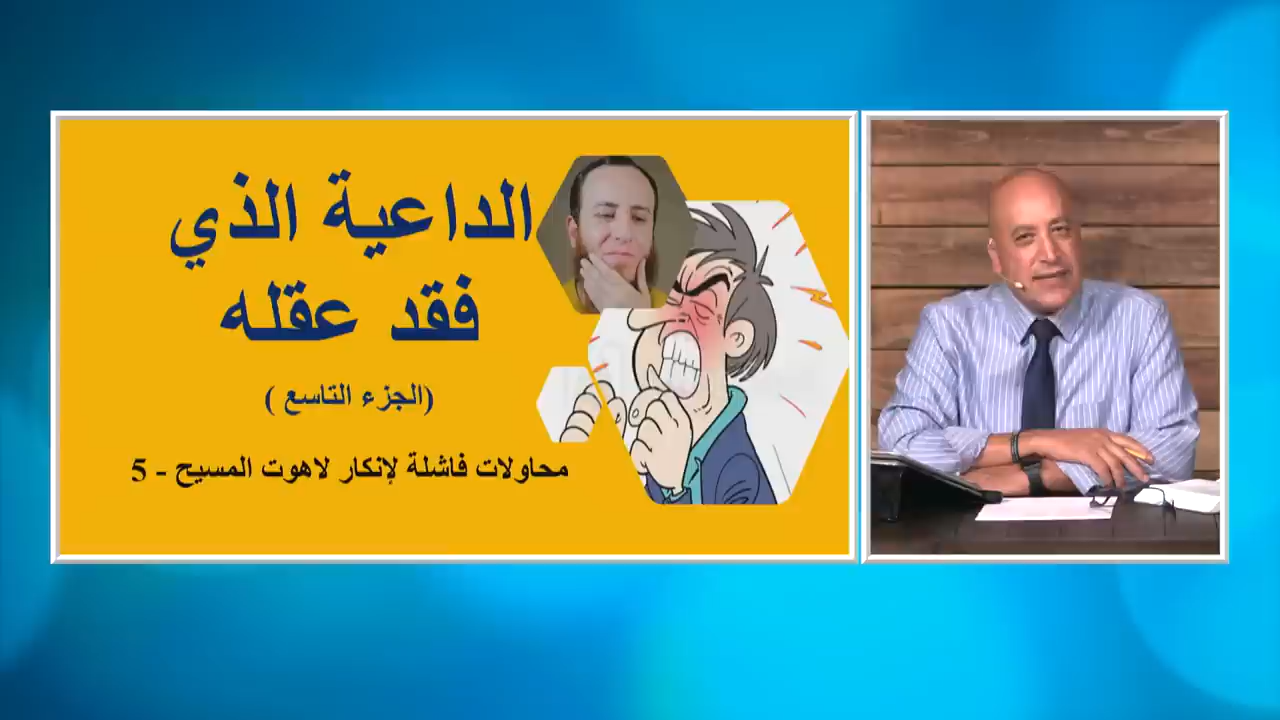 الداعية الذي
فقد عقله
(الجزء التاسع )
محاولات فاشلة لإنكار لاهوت المسيح - 5